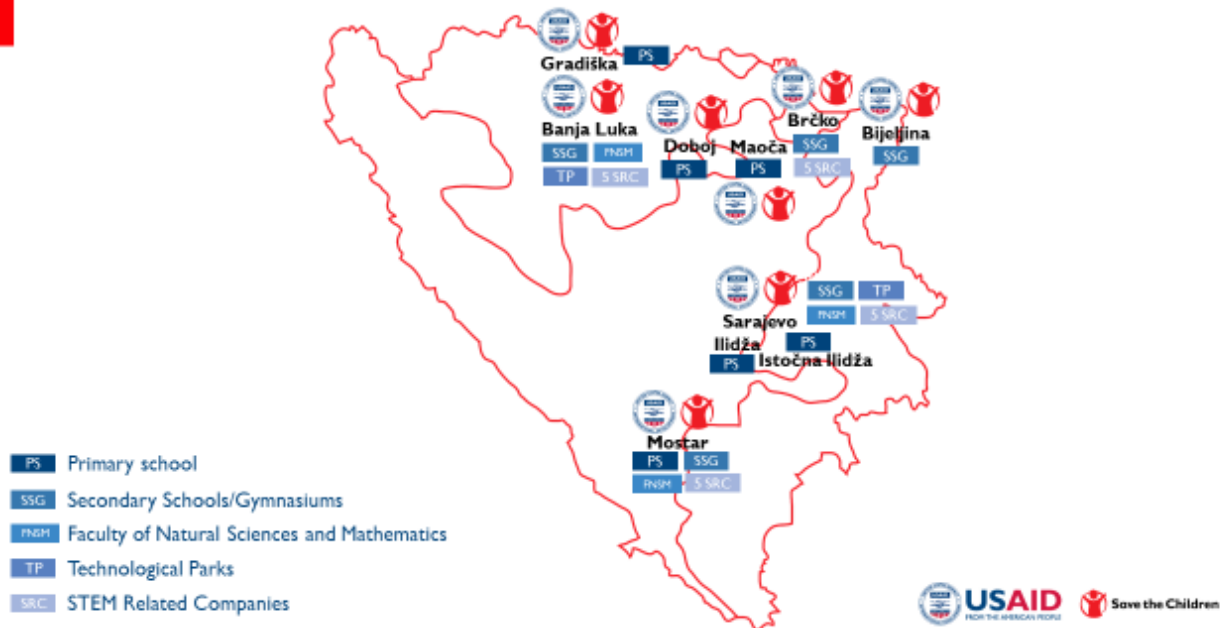 Gradiška
PS
Banja Luka
SSG FNSM
TP 5 SRC
Doboj
PS
Maoča
PS
Brčko
SSG
5 SRC
Bijeljina
SSG
Sarajevo
SSG TP
FNSM 5 SRC
Ilidža
PS
PS
Istočna Ilidža
Mostar
PS SSG
FNSM 5 SRC
PS Primary school
SSG Secondary Schools/Gymnasiums
FNSM Faculty of Natural Sciences and Mathematics
TP Technological Parks
SRC STEM Related Companies
USAID
FROM THE AMERICAN PEOPLE
Save the Children